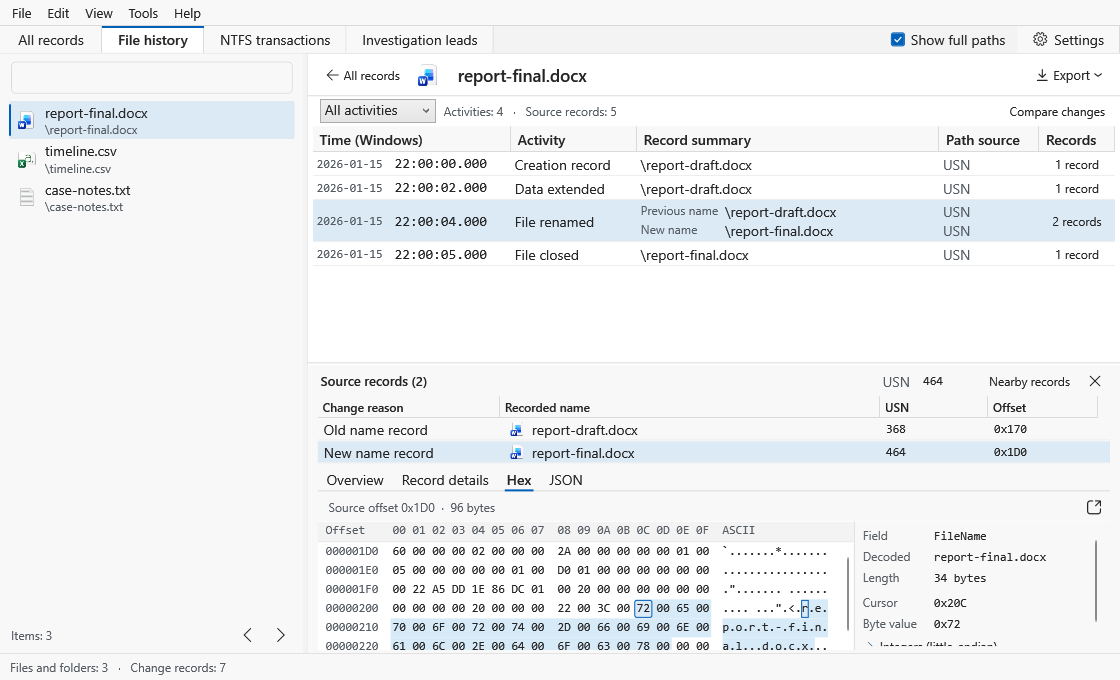 File Edit View Tools Help
All records File history NTFS transactions Investigation leads Show full paths Settings
All records report-final.docx Export
report-final.docx
\report-final.docx
timeline.csv
\timeline.csv
case-notes.txt
\case-notes.txt
All activities Activities: 4 · Source records: 5 Compare changes
Time (Windows) Activity Record summary Path source Records
2026-01-15 22:00:00.000 Creation record \report-draft.docx USN 1 record
2026-01-15 22:00:02.000 Data extended \report-draft.docx USN 1 record
2026-01-15 22:00:04.000 File renamed Previous name \report-draft.docx USN 2 records
New name \report-final.docx USN
2026-01-15 22:00:05.000 File closed \report-final.docx USN 1 record
Source records (2) USN 464 Nearby records
Change reason Recorded name USN Offset
Old name record report-draft.docx 368 0x170
New name record report-final.docx 464 0x1D0
Overview Record details Hex JSON
Source offset 0x1D0 · 96 bytes
Offset 00 01 02 03 04 05 06 07 08 09 0A 0B 0C 0D 0E 0F ASCII
000001D0 60 00 00 00 02 00 00 00 2A 00 00 00 00 00 01 00 `.......*.......
000001E0 05 00 00 00 00 00 01 00 D0 01 00 00 00 00 00 00 ................
000001F0 00 22 A5 DD 1E 86 DC 01 00 20 00 00 00 00 00 00 ."....... ......
00000200 00 00 00 00 20 00 00 00 22 00 3C 00 72 00 65 00 .... ...".<.r.e.
00000210 70 00 6F 00 72 00 74 00 2D 00 66 00 69 00 6E 00 p.o.r.t.-.f.i.n.
00000220 61 00 6C 00 2E 00 64 00 6F 00 63 00 78 00 00 00 a.l...d.o.c.x...
Field FileName
Decoded report-final.docx
Length 34 bytes
Cursor 0x20C
Byte value 0x72
Integers (little-endian)
Items: 3
Files and folders: 3 · Change records: 7